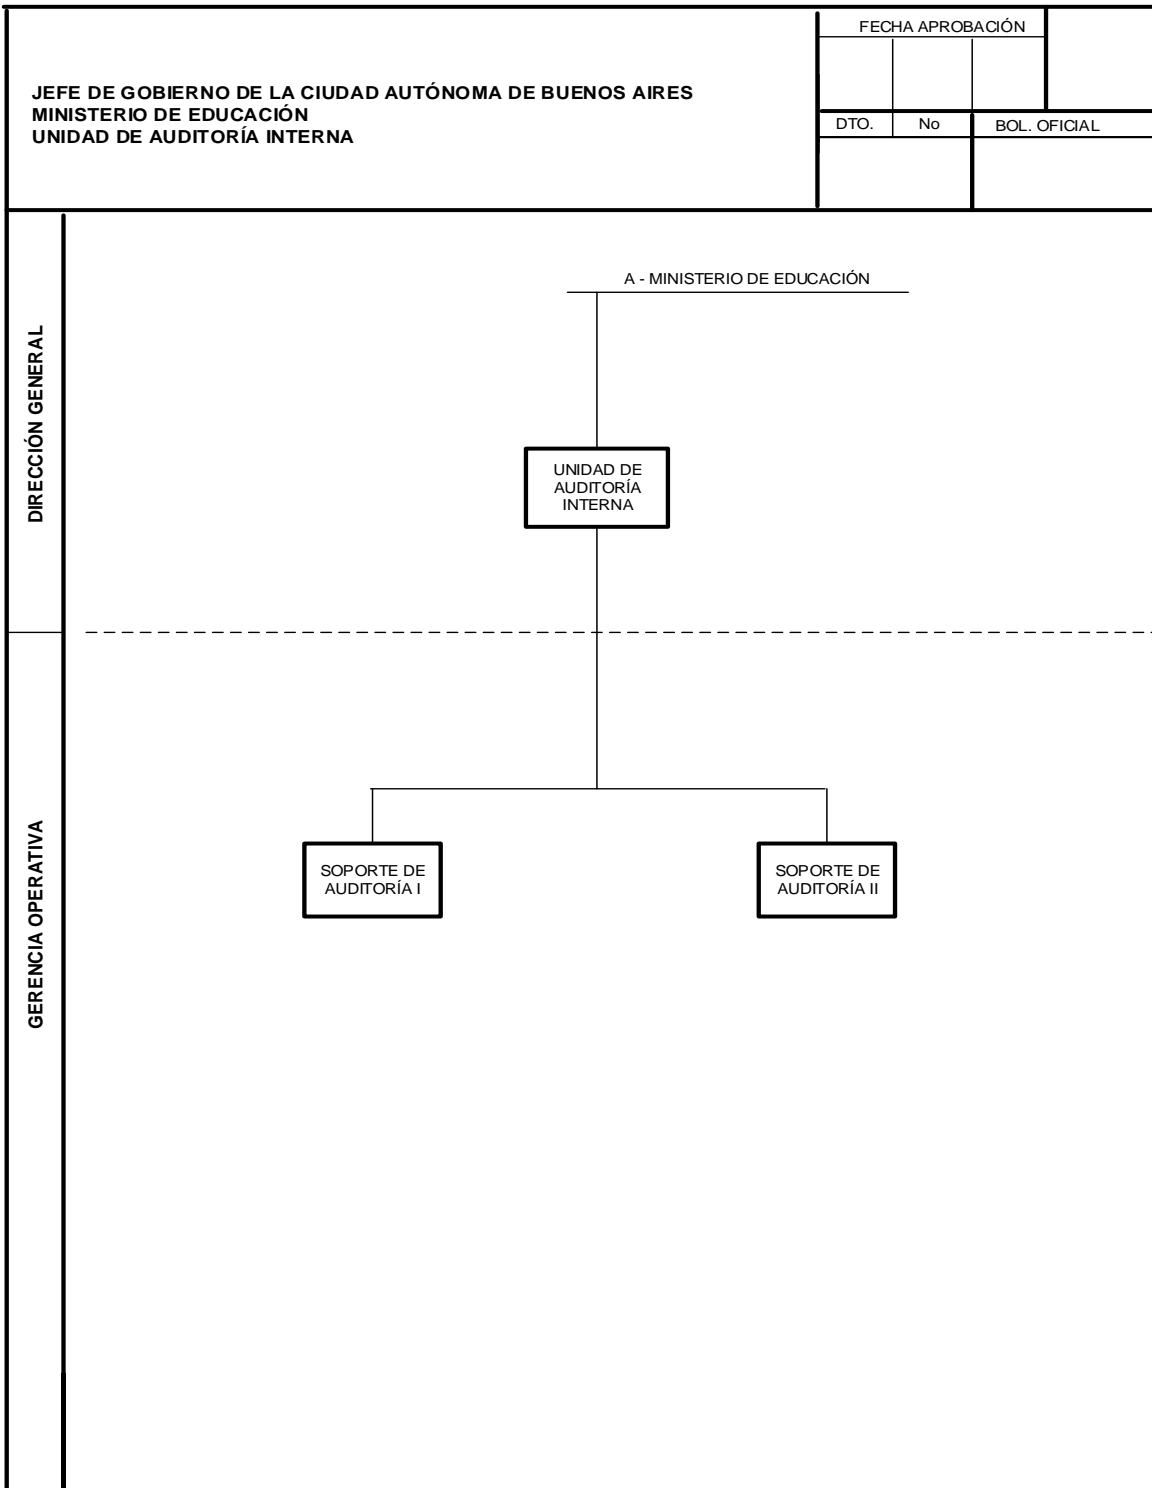 JEFE DE GOBIERNO DE LA CIUDAD AUTÓNOMA DE BUENOS AIRES
MINISTERIO DE EDUCACIÓN
UNIDAD DE AUDITORÍA INTERNA
FECHA APROBACIÓN
DTO. No BOL. OFICIAL
DIRECCIÓN GENERAL
A - MINISTERIO DE EDUCACIÓN
UNIDAD DE
AUDITORÍA
INTERNA
GERENCIA OPERATIVA
SOPORTE DE
AUDITORÍA I
SOPORTE DE
AUDITORÍA II